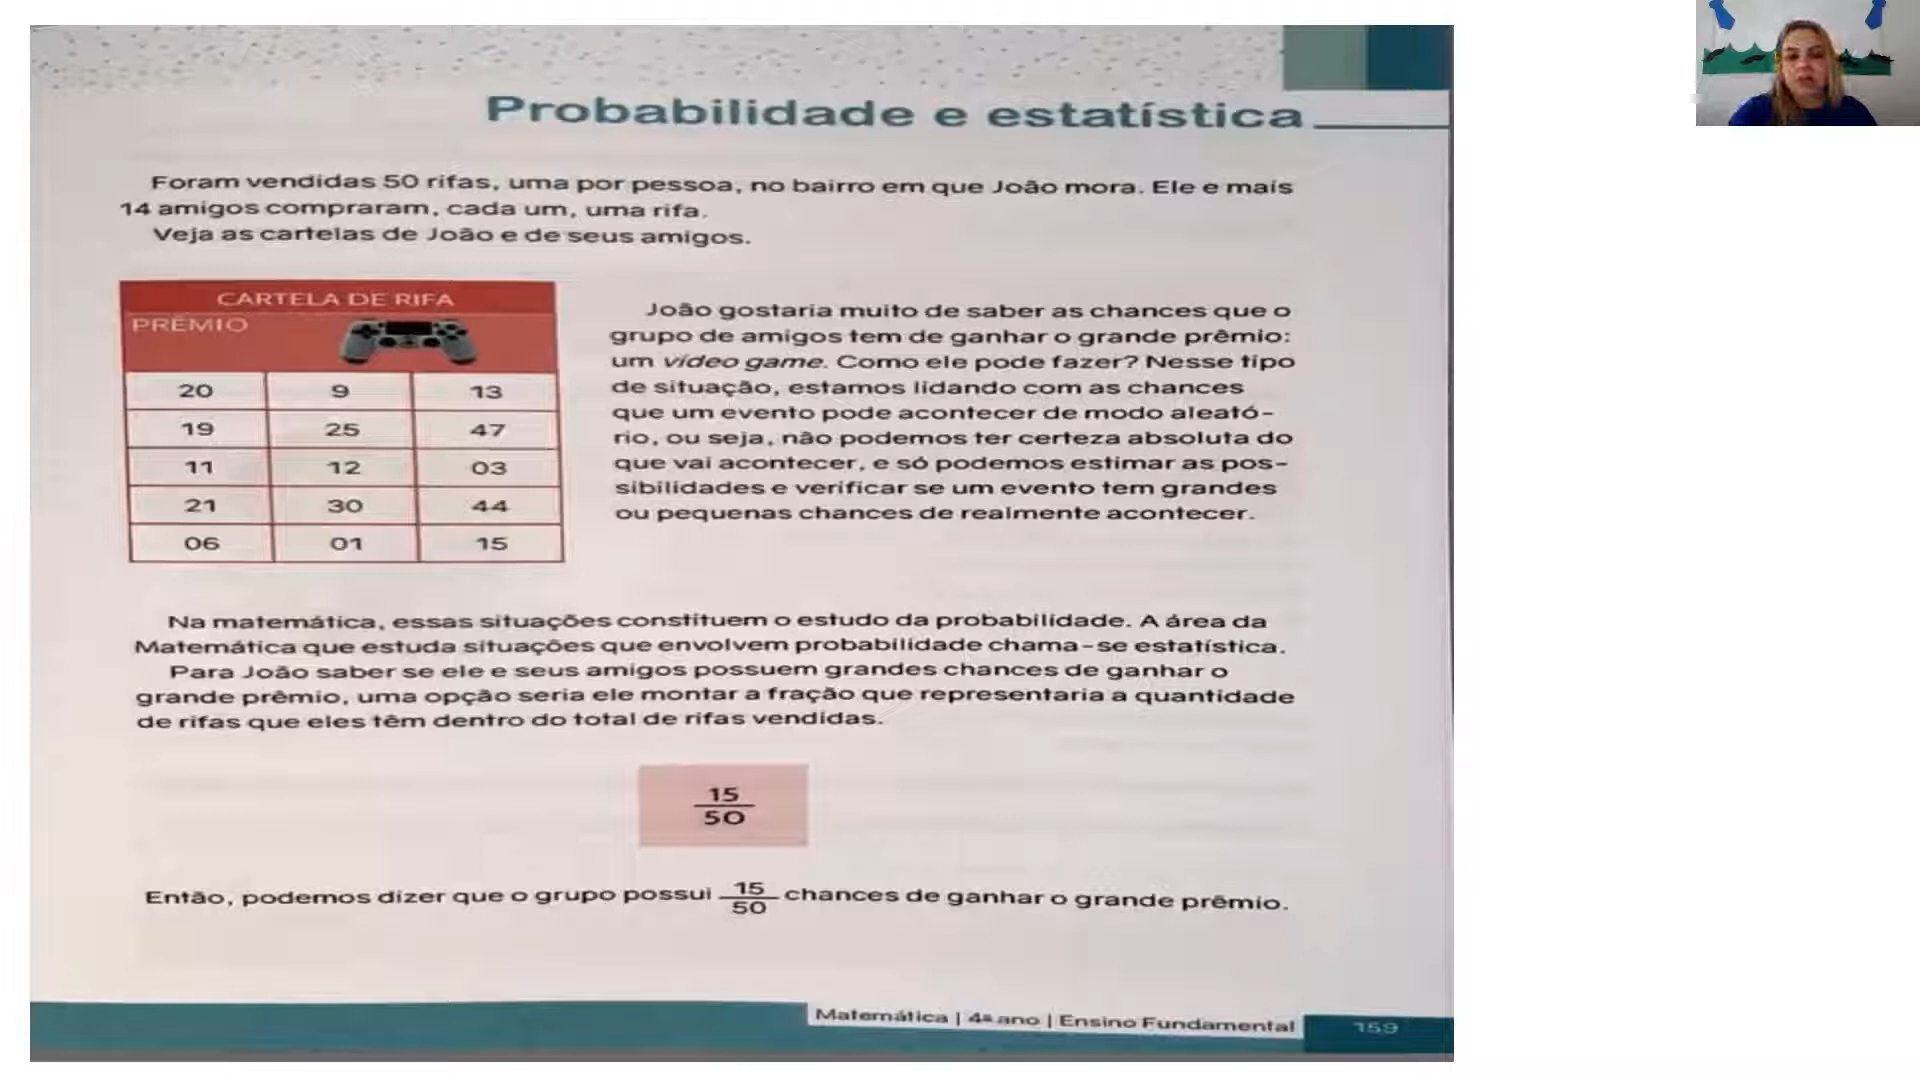 Probabilidade e estatística
Foram vendidas 50 rifas, uma por pessoa, no bairro em que João mora. Ele e mais
14 amigos compraram, cada um, uma rifa.
Veja as cartelas de João e de seus amigos.
CARTELA DE RIFA
PRÊMIO
20 9 13
19 25 47
11 12 03
21 30 44
06 01 15
João gostaria muito de saber as chances que o
grupo de amigos tem de ganhar o grande prêmio:
um vídeo game. Como ele pode fazer? Nesse tipo
de situação, estamos lidando com as chances
que um evento pode acontecer de modo aleató-
rio, ou seja, não podemos ter certeza absoluta do
que vai acontecer, e só podemos estimar as pos-
sibilidades e verificar se um evento tem grandes
ou pequenas chances de realmente acontecer.
Na matemática, essas situações constituem o estudo da probabilidade. A área da
Matemática que estuda situações que envolvem probabilidade chama-se estatística.
Para João saber se ele e seus amigos possuem grandes chances de ganhar o
grande prêmio, uma opção seria ele montar a fração que representaria a quantidade
de rifas que eles têm dentro do total de rifas vendidas.
15
50
Então, podemos dizer que o grupo possui 15/50 chances de ganhar o grande prêmio.
Matemática | 4º ano | Ensino Fundamental
159